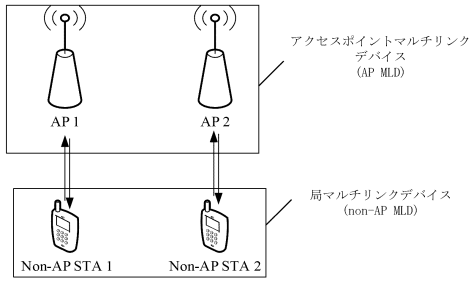 アクセスポイントマルチリンク
デバイス
(AP MLD)
AP 1
AP 2
局マルチリンクデバイス
(non-AP MLD)
Non-AP STA 1
Non-AP STA 2